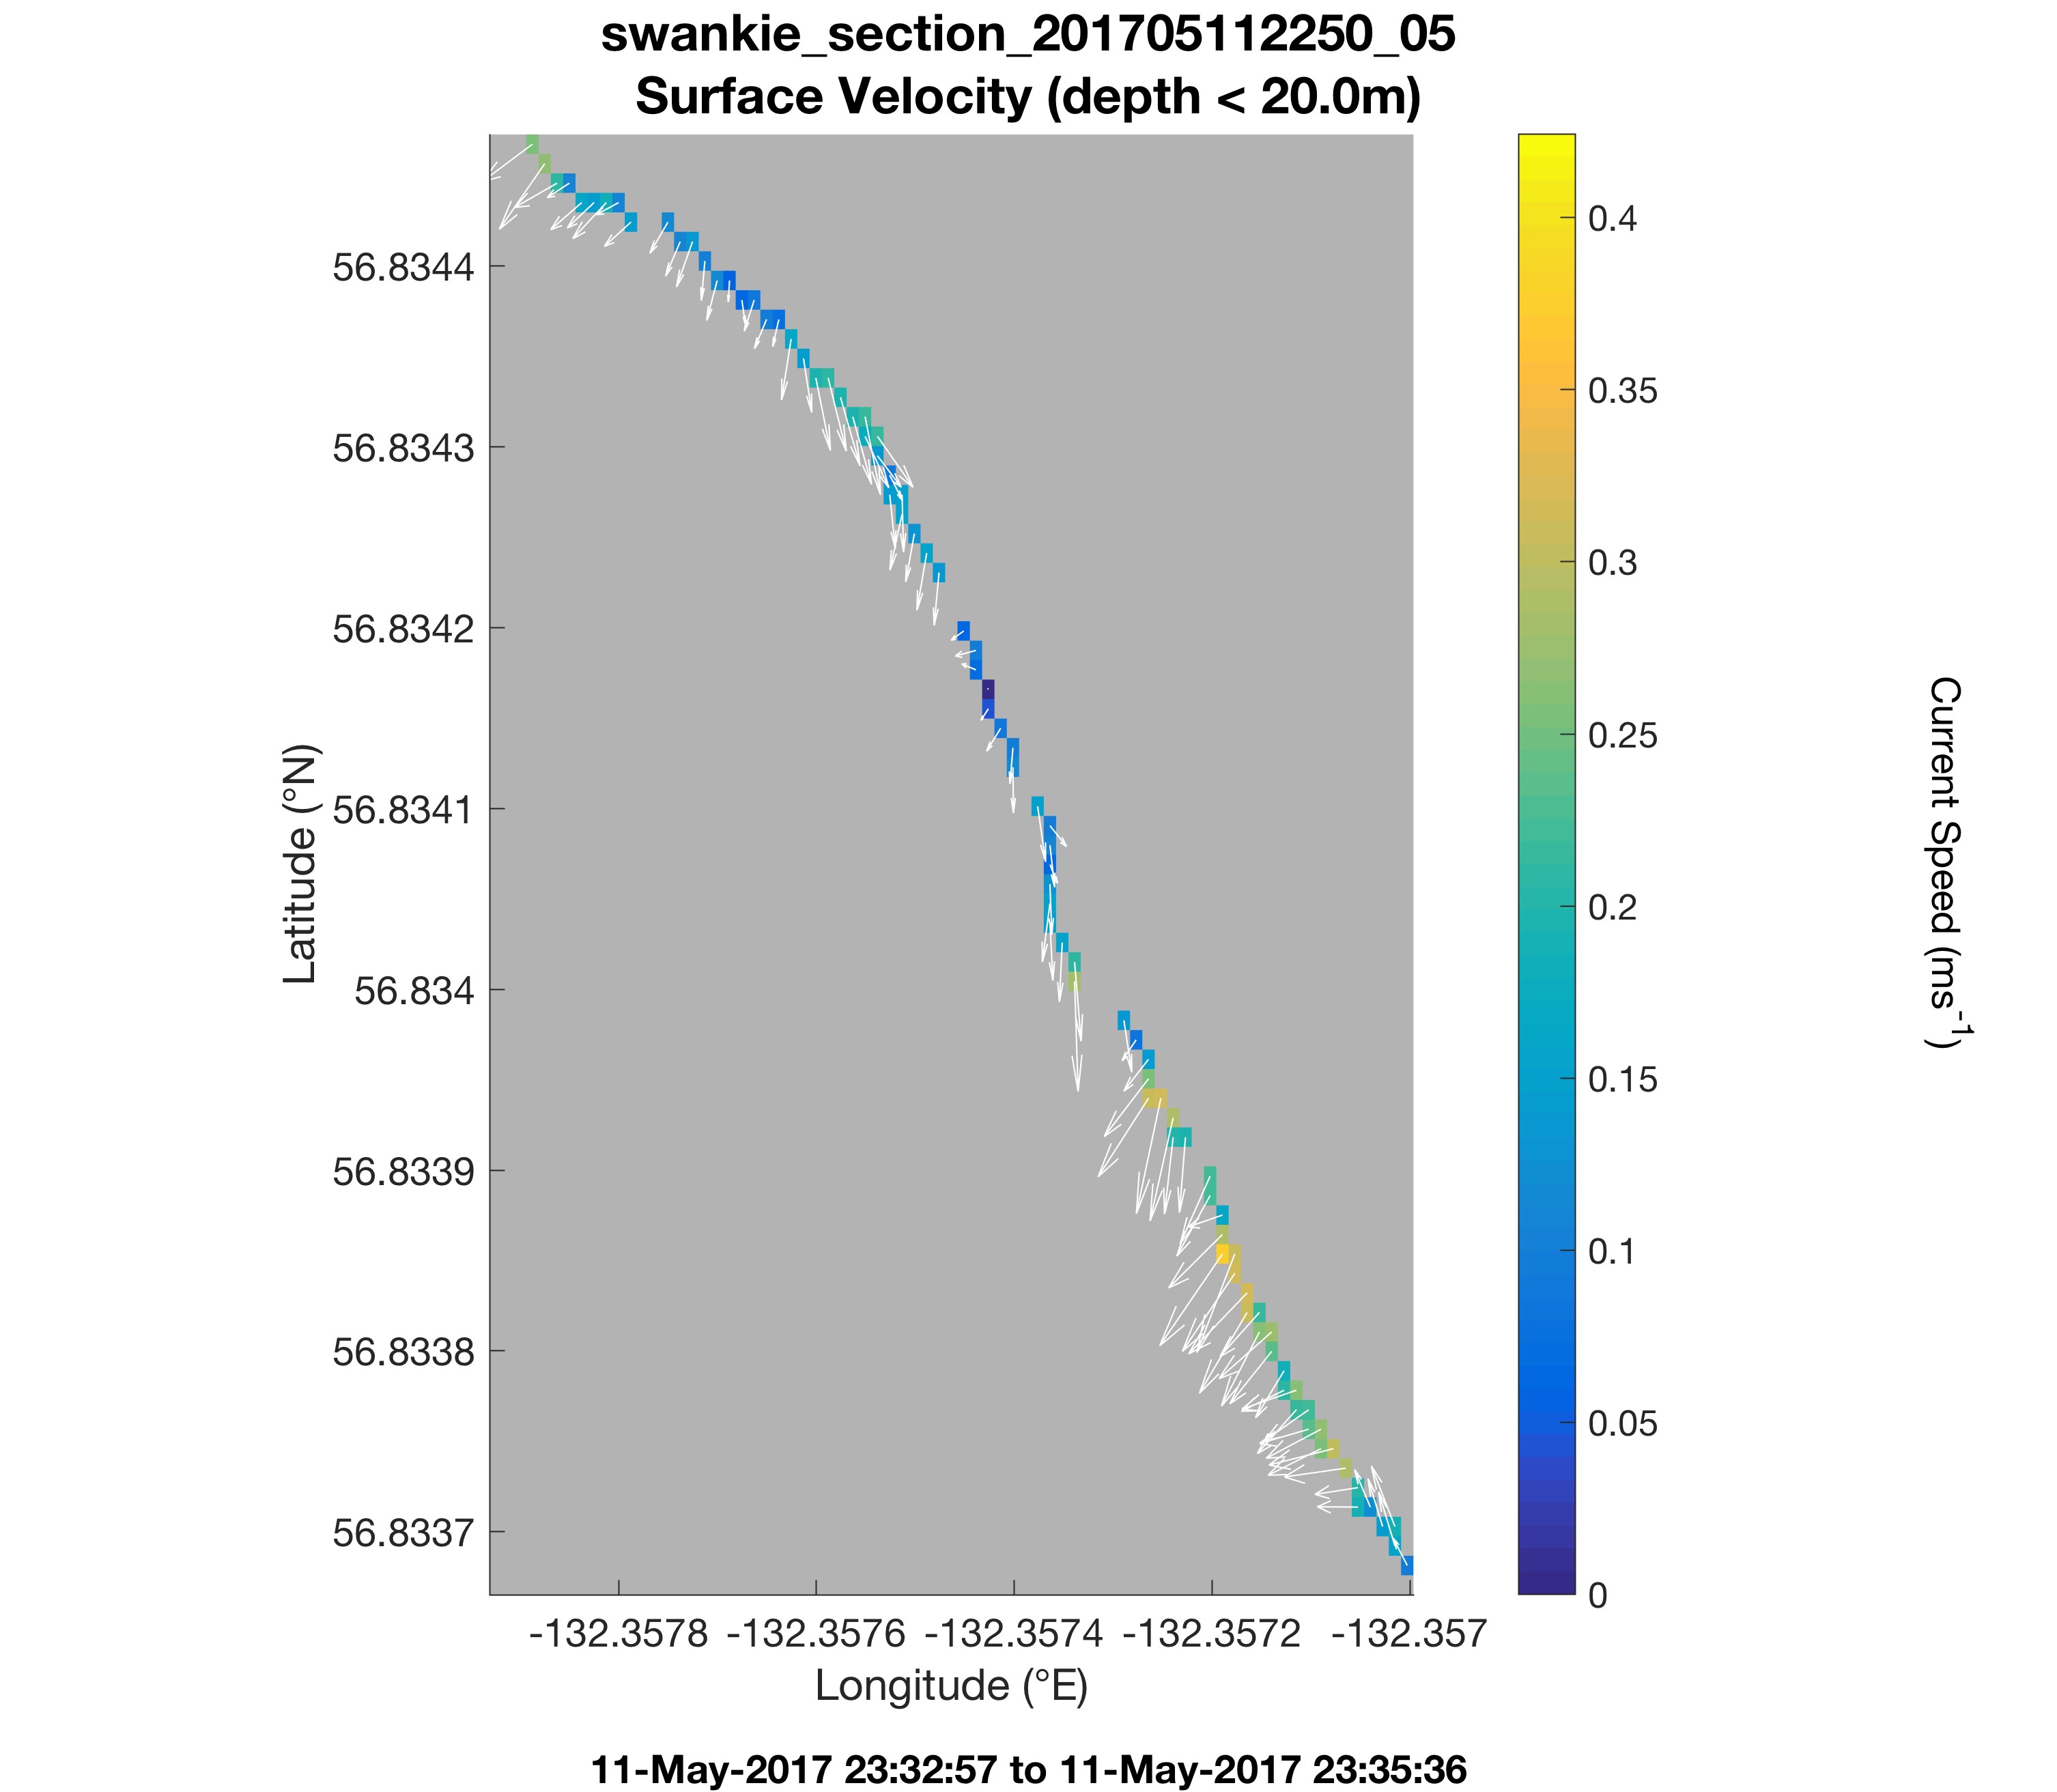 swankie_section_201705112250_05
Surface Velocity (depth < 20.0m)
56.8344
56.8343
56.8342
56.8341
56.834
56.8339
56.8338
56.8337
Latitude (°N)
-132.3578 -132.3576 -132.3574 -132.3572 -132.357
Longitude (°E)
0.4
0.35
0.3
0.25
0.2
0.15
0.1
0.05
0
Current Speed (ms⁻¹)
11-May-2017 23:32:57 to 11-May-2017 23:35:36